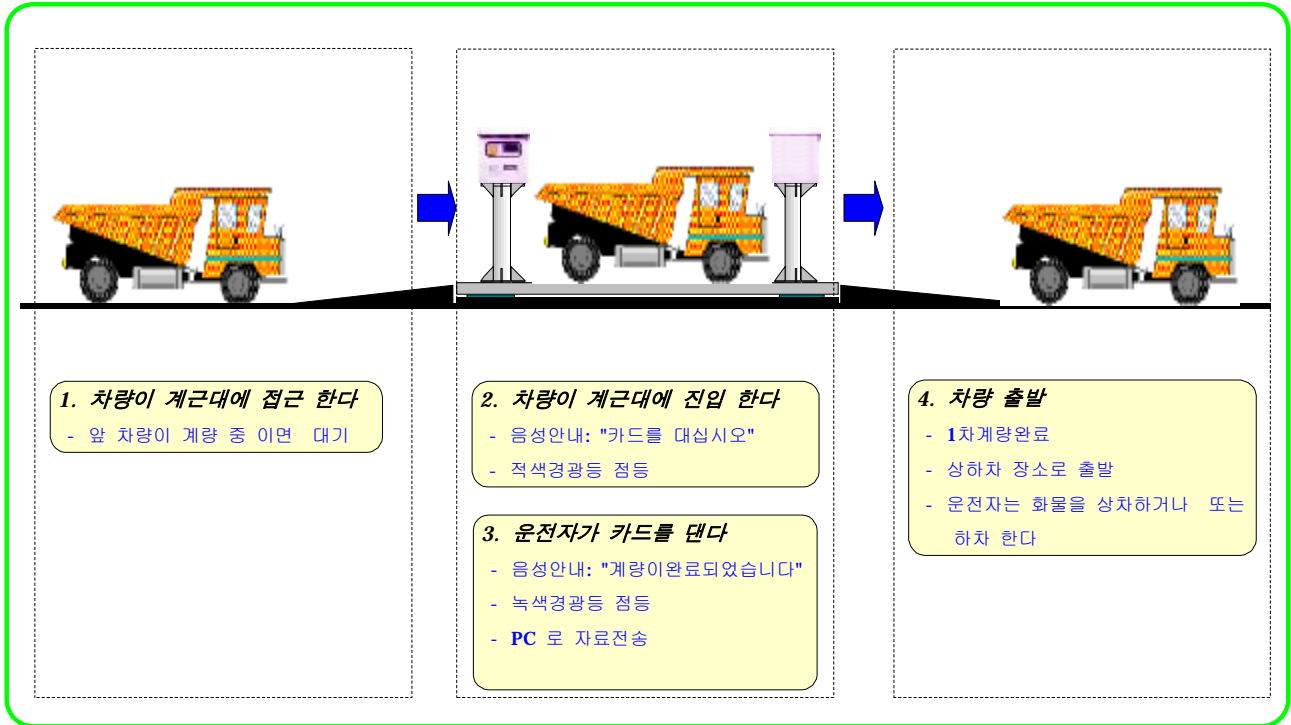 1. 차량이 계근대에 접근 한다
- 앞 차량이 계량 중 이면 대기
2. 차량이 계근대에 진입 한다
- 음성안내: "카드를 대십시오"
- 적색경광등 점등
3. 운전자가 카드를 댄다
- 음성안내: "계량이완료되었습니다"
- 녹색경광등 점등
- PC 로 자료전송
4. 차량 출발
- 1차계량완료
- 상하차 장소로 출발
- 운전자는 화물을 상차하거나 또는
하차 한다